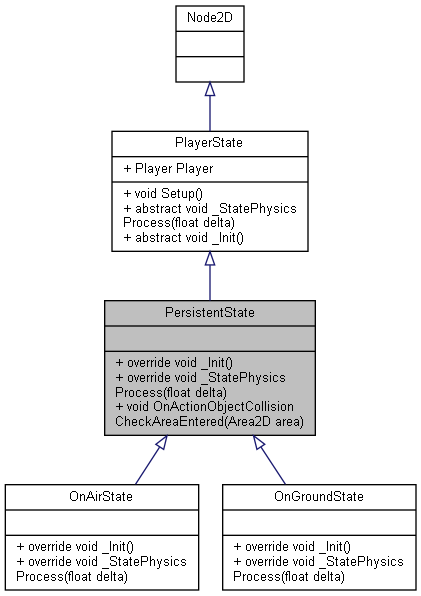 Node2D
PlayerState
+ Player Player
+ void Setup()
+ abstract void _StatePhysics
Process(float delta)
+ abstract void _Init()
PersistentState
+ override void _Init()
+ override void _StatePhysics
Process(float delta)
+ void OnActionObjectCollision
CheckAreaEntered(Area2D area)
OnAirState
+ override void _Init()
+ override void _StatePhysics
Process(float delta)
OnGroundState
+ override void _Init()
+ override void _StatePhysics
Process(float delta)